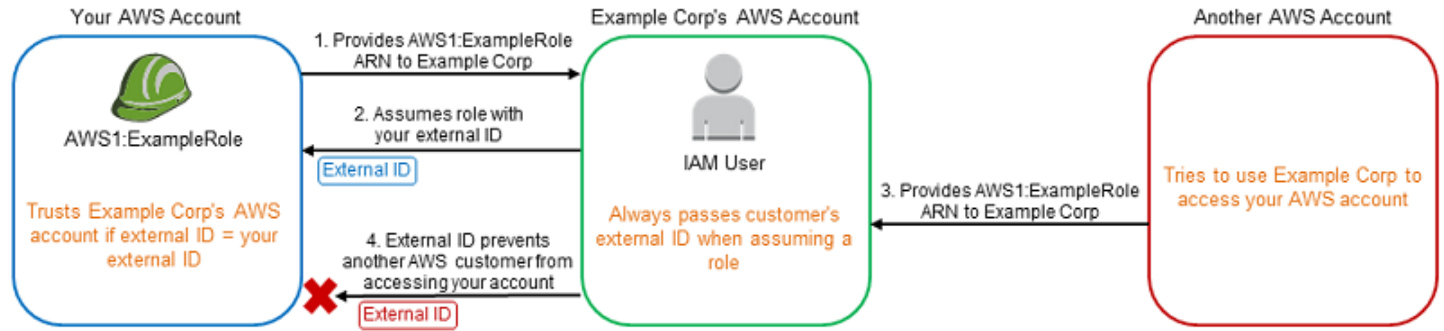 Your AWS Account
Example Corp's AWS Account
Another AWS Account
1. Provides AWS1:ExampleRole
ARN to Example Corp
AWS1:ExampleRole
2. Assumes role with
your external ID
External ID
IAM User
Trusts Example Corp's AWS
account if external ID = your
external ID
Always passes customer's
external ID when assuming a
role
3. Provides AWS1:ExampleRole
ARN to Example Corp
Tries to use Example Corp to
access your AWS account
4. External ID prevents
another AWS customer from
accessing your account
External ID